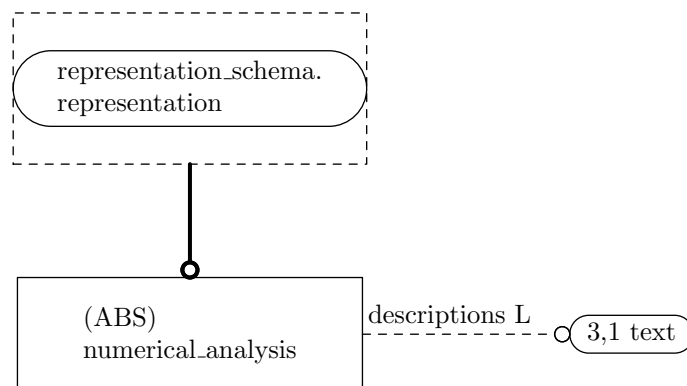 representation_schema.
representation
descriptions L
(ABS)
3,1 text
numerical_analysis